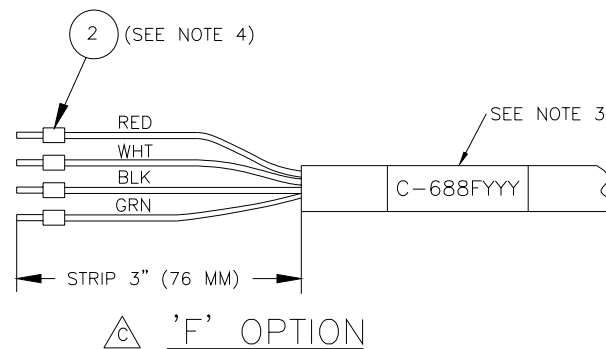 2 (SEE NOTE 4)
RED
SEE NOTE 3
WHT
BLK
C-688FYYY
GRN
STRIP 3" (76 MM)
C 'F' OPTION